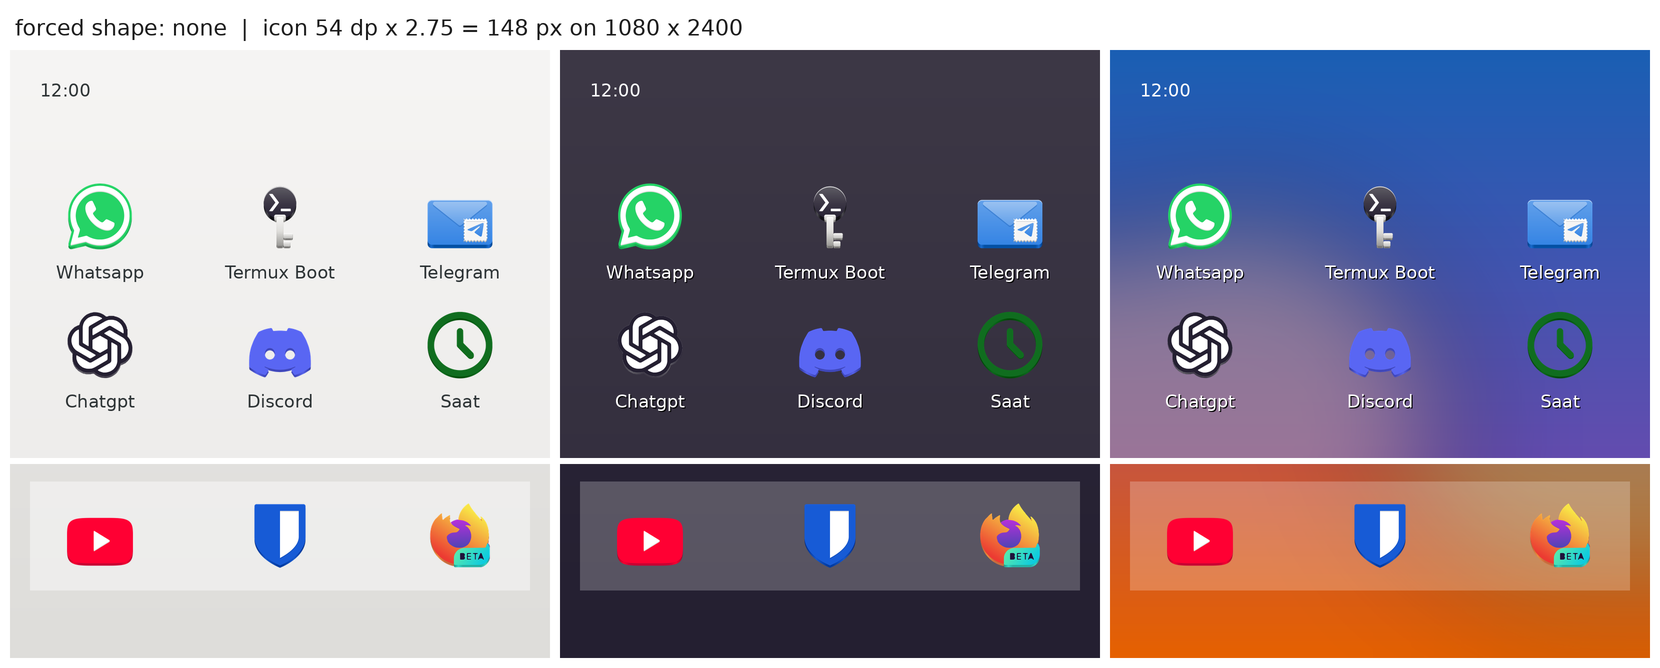 forced shape: none | icon 54 dp x 2.75 = 148 px on 1080 x 2400
12:00 12:00 12:00
Whatsapp Termux Boot Telegram Whatsapp Termux Boot Telegram Whatsapp Termux Boot Telegram
Chatgpt Discord Saat Chatgpt Discord Saat Chatgpt Discord Saat
BETA BETA BETA